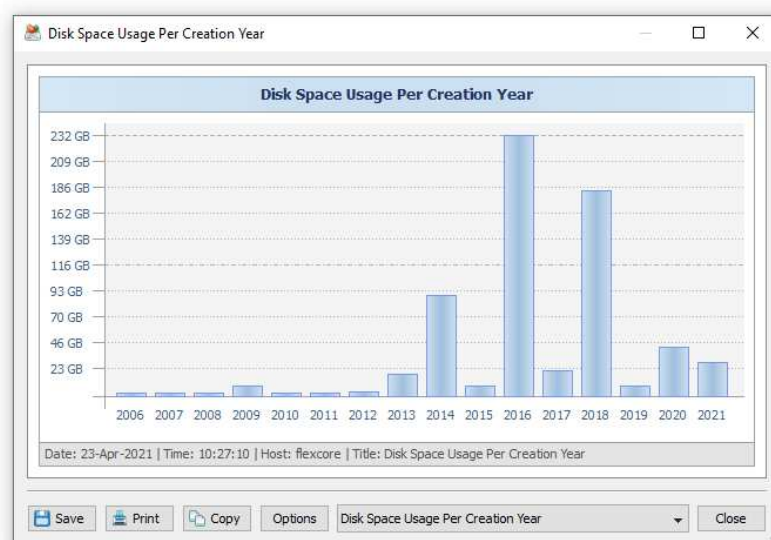 Disk Space Usage Per Creation Year
Disk Space Usage Per Creation Year
232 GB
209 GB
186 GB
162 GB
139 GB
116 GB
93 GB
70 GB
46 GB
23 GB
2006 2007 2008 2009 2010 2011 2012 2013 2014 2015 2016 2017 2018 2019 2020 2021
Date: 23-Apr-2021 | Time: 10:27:10 | Host: flexcore | Title: Disk Space Usage Per Creation Year
Save Print Copy Options Disk Space Usage Per Creation Year Close